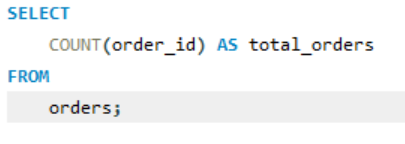 SELECT
    COUNT(order_id) AS total_orders
FROM
    orders;